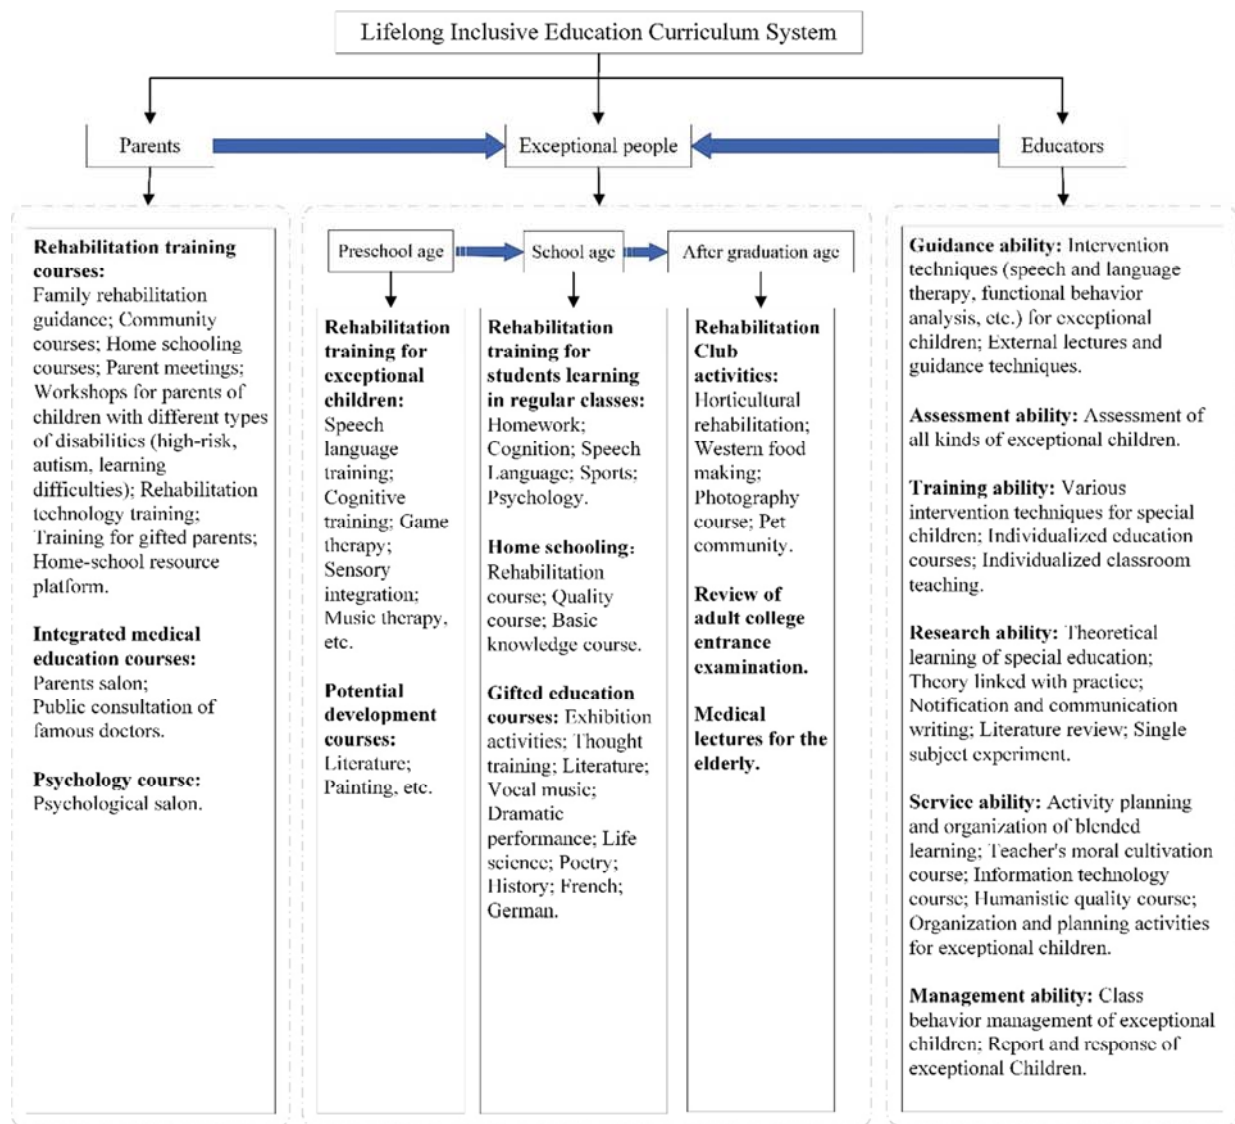 Lifelong Inclusive Education Curriculum System
Parents
Exceptional people
Educators
Rehabilitation training
courses:
Family rehabilitation
guidance; Community
courses; Home schooling
courses; Parent meetings;
Workshops for parents of
children with different types
of disabilities (high-risk,
autism, learning
difficulties); Rehabilitation
technology training;
Training for gifted parents;
Home-school resource
platform.
Integrated medical
education courses:
Parents salon;
Public consultation of
famous doctors.
Psychology course:
Psychological salon.
Preschool age
School age
After graduation age
Rehabilitation
training for
exceptional
children:
Speech
language
training;
Cognitive
training; Game
therapy;
Sensory
integration;
Music therapy,
etc.
Potential
development
courses:
Literature;
Painting, etc.
Rehabilitation
training for
students learning
in regular classes:
Homework;
Cognition; Speech
Language; Sports;
Psychology.
Home schooling:
Rehabilitation
course; Quality
course; Basic
knowledge course.
Gifted education
courses: Exhibition
activities; Thought
training; Literature;
Vocal music;
Dramatic
performance; Life
science; Poetry;
History; French;
German.
Rehabilitation
Club
activities:
Horticultural
rehabilitation;
Western food
making;
Photography
course; Pet
community.
Review of
adult college
entrance
examination.
Medical
lectures for the
elderly.
Guidance ability: Intervention
techniques (speech and language
therapy, functional behavior
analysis, etc.) for exceptional
children; External lectures and
guidance techniques.
Assessment ability: Assessment of
all kinds of exceptional children.
Training ability: Various
intervention techniques for special
children; Individualized education
courses; Individualized classroom
teaching.
Research ability: Theoretical
learning of special education;
Theory linked with practice;
Notification and communication
writing; Literature review; Single
subject experiment.
Service ability: Activity planning
and organization of blended
learning; Teacher's moral cultivation
course; Information technology
course; Humanistic quality course;
Organization and planning activities
for exceptional children.
Management ability: Class
behavior management of exceptional
children; Report and response of
exceptional Children.